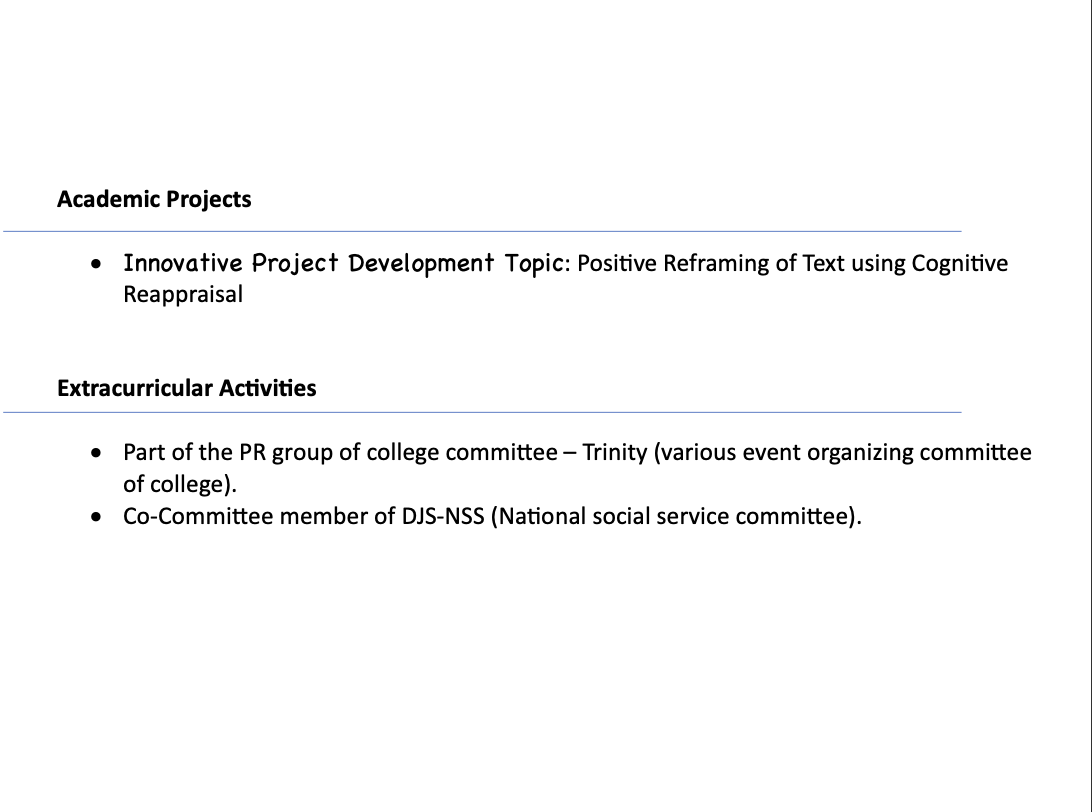 Academic Projects
• Innovative Project Development Topic: Positive Reframing of Text using Cognitive
Reappraisal
Extracurricular Activities
• Part of the PR group of college committee – Trinity (various event organizing committee
of college).
• Co-Committee member of DJS-NSS (National social service committee).